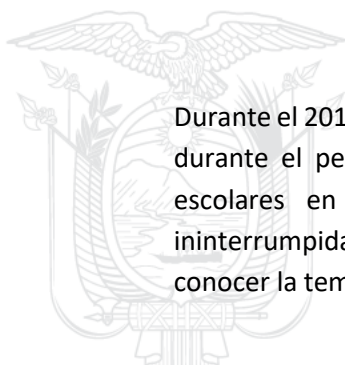 Durante el 201
durante el pe
escolares en
ininterrumpida
conocer la tem